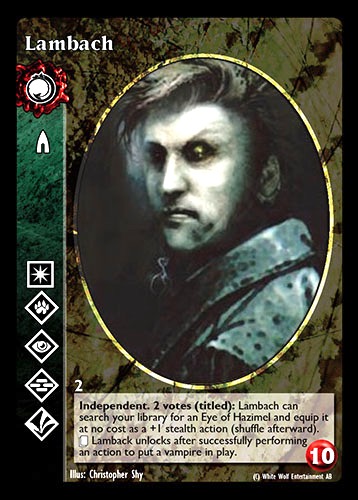 Lambach
2
Independent. 2 votes (titled): Lambach can
search your library for an Eye of Hazimel and equip it
at no cost as a +1 stealth action (shuffle afterward).
Lamback unlocks after successfully performing
an action to put a vampire in play.
10
Illus: Christopher Shy
(C) White Wolf Entertainment AB